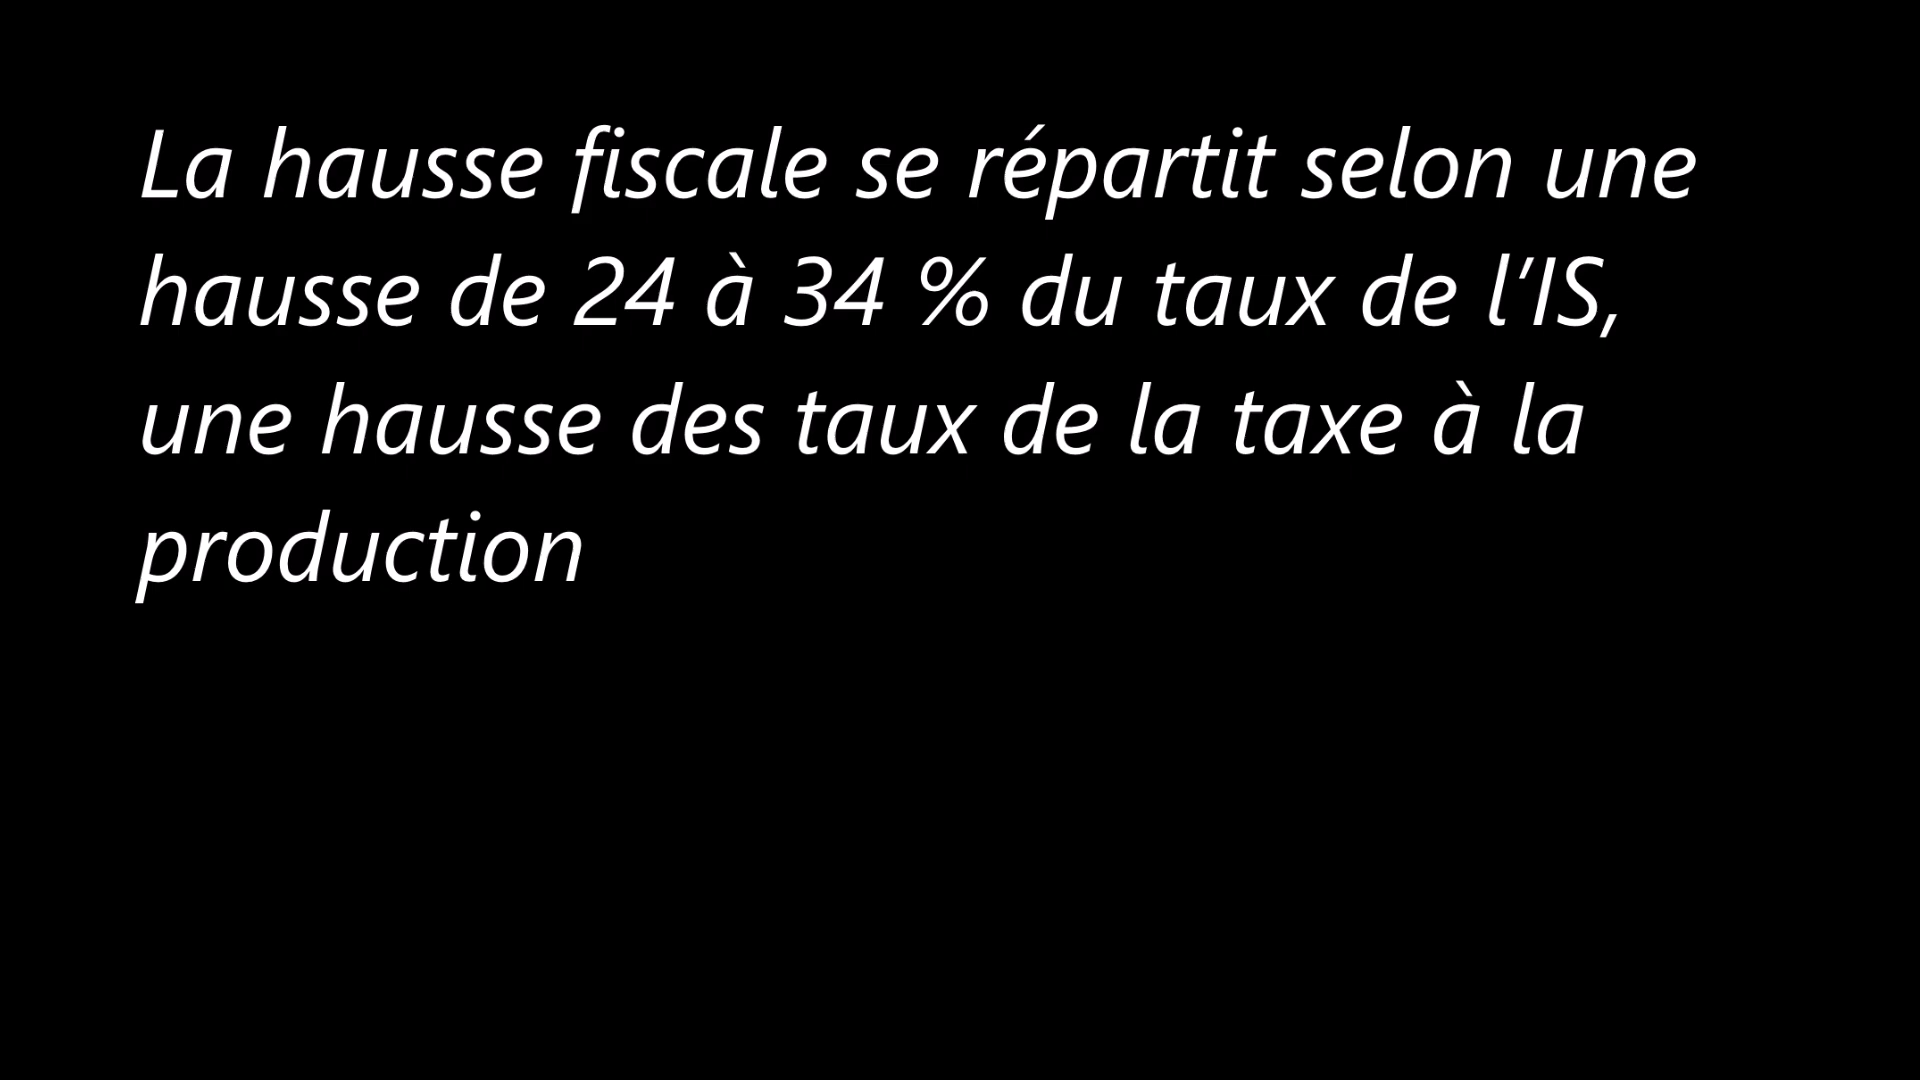 La hausse fiscale se répartit selon une
hausse de 24 à 34 % du taux de l’IS,
une hausse des taux de la taxe à la
production